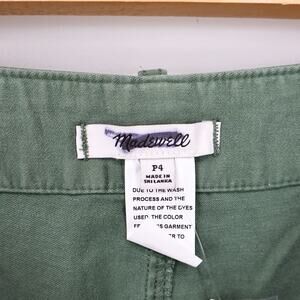 Madewell
P4
MADE IN
SRI LANKA
DUE TO THE WASH
PROCESS AND THE
NATURE OF THE DYES
USED, THE COLOR
GARMENT
TO